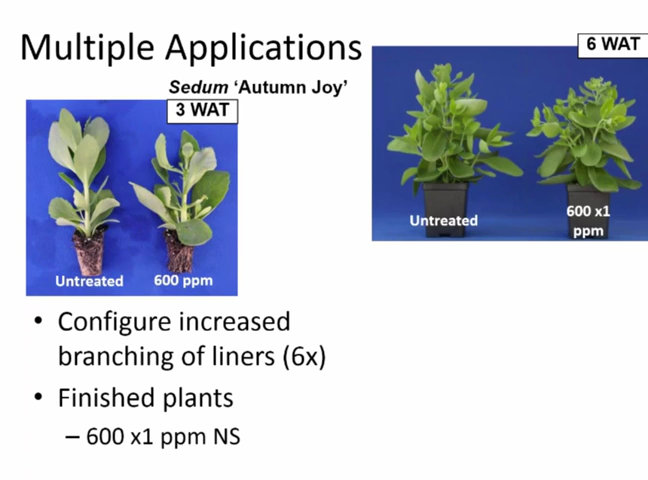 Multiple Applications
Sedum ‘Autumn Joy’
3 WAT
Untreated
600 ppm
6 WAT
Untreated
600 x1
ppm
• Configure increased
branching of liners (6x)
• Finished plants
– 600 x1 ppm NS